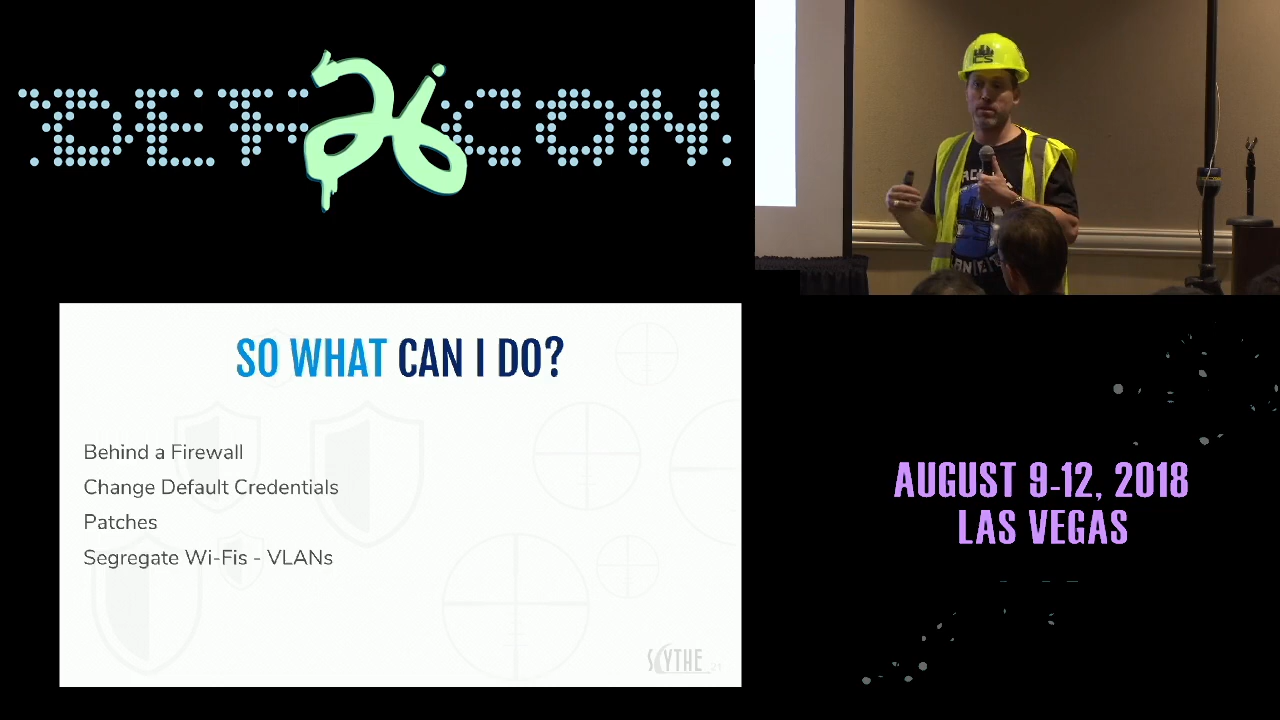 DEF CON
26
ICS
SO WHAT CAN I DO?
Behind a Firewall
Change Default Credentials
Patches
Segregate Wi-Fis - VLANs
SCYTHE
AUGUST 9-12, 2018
LAS VEGAS